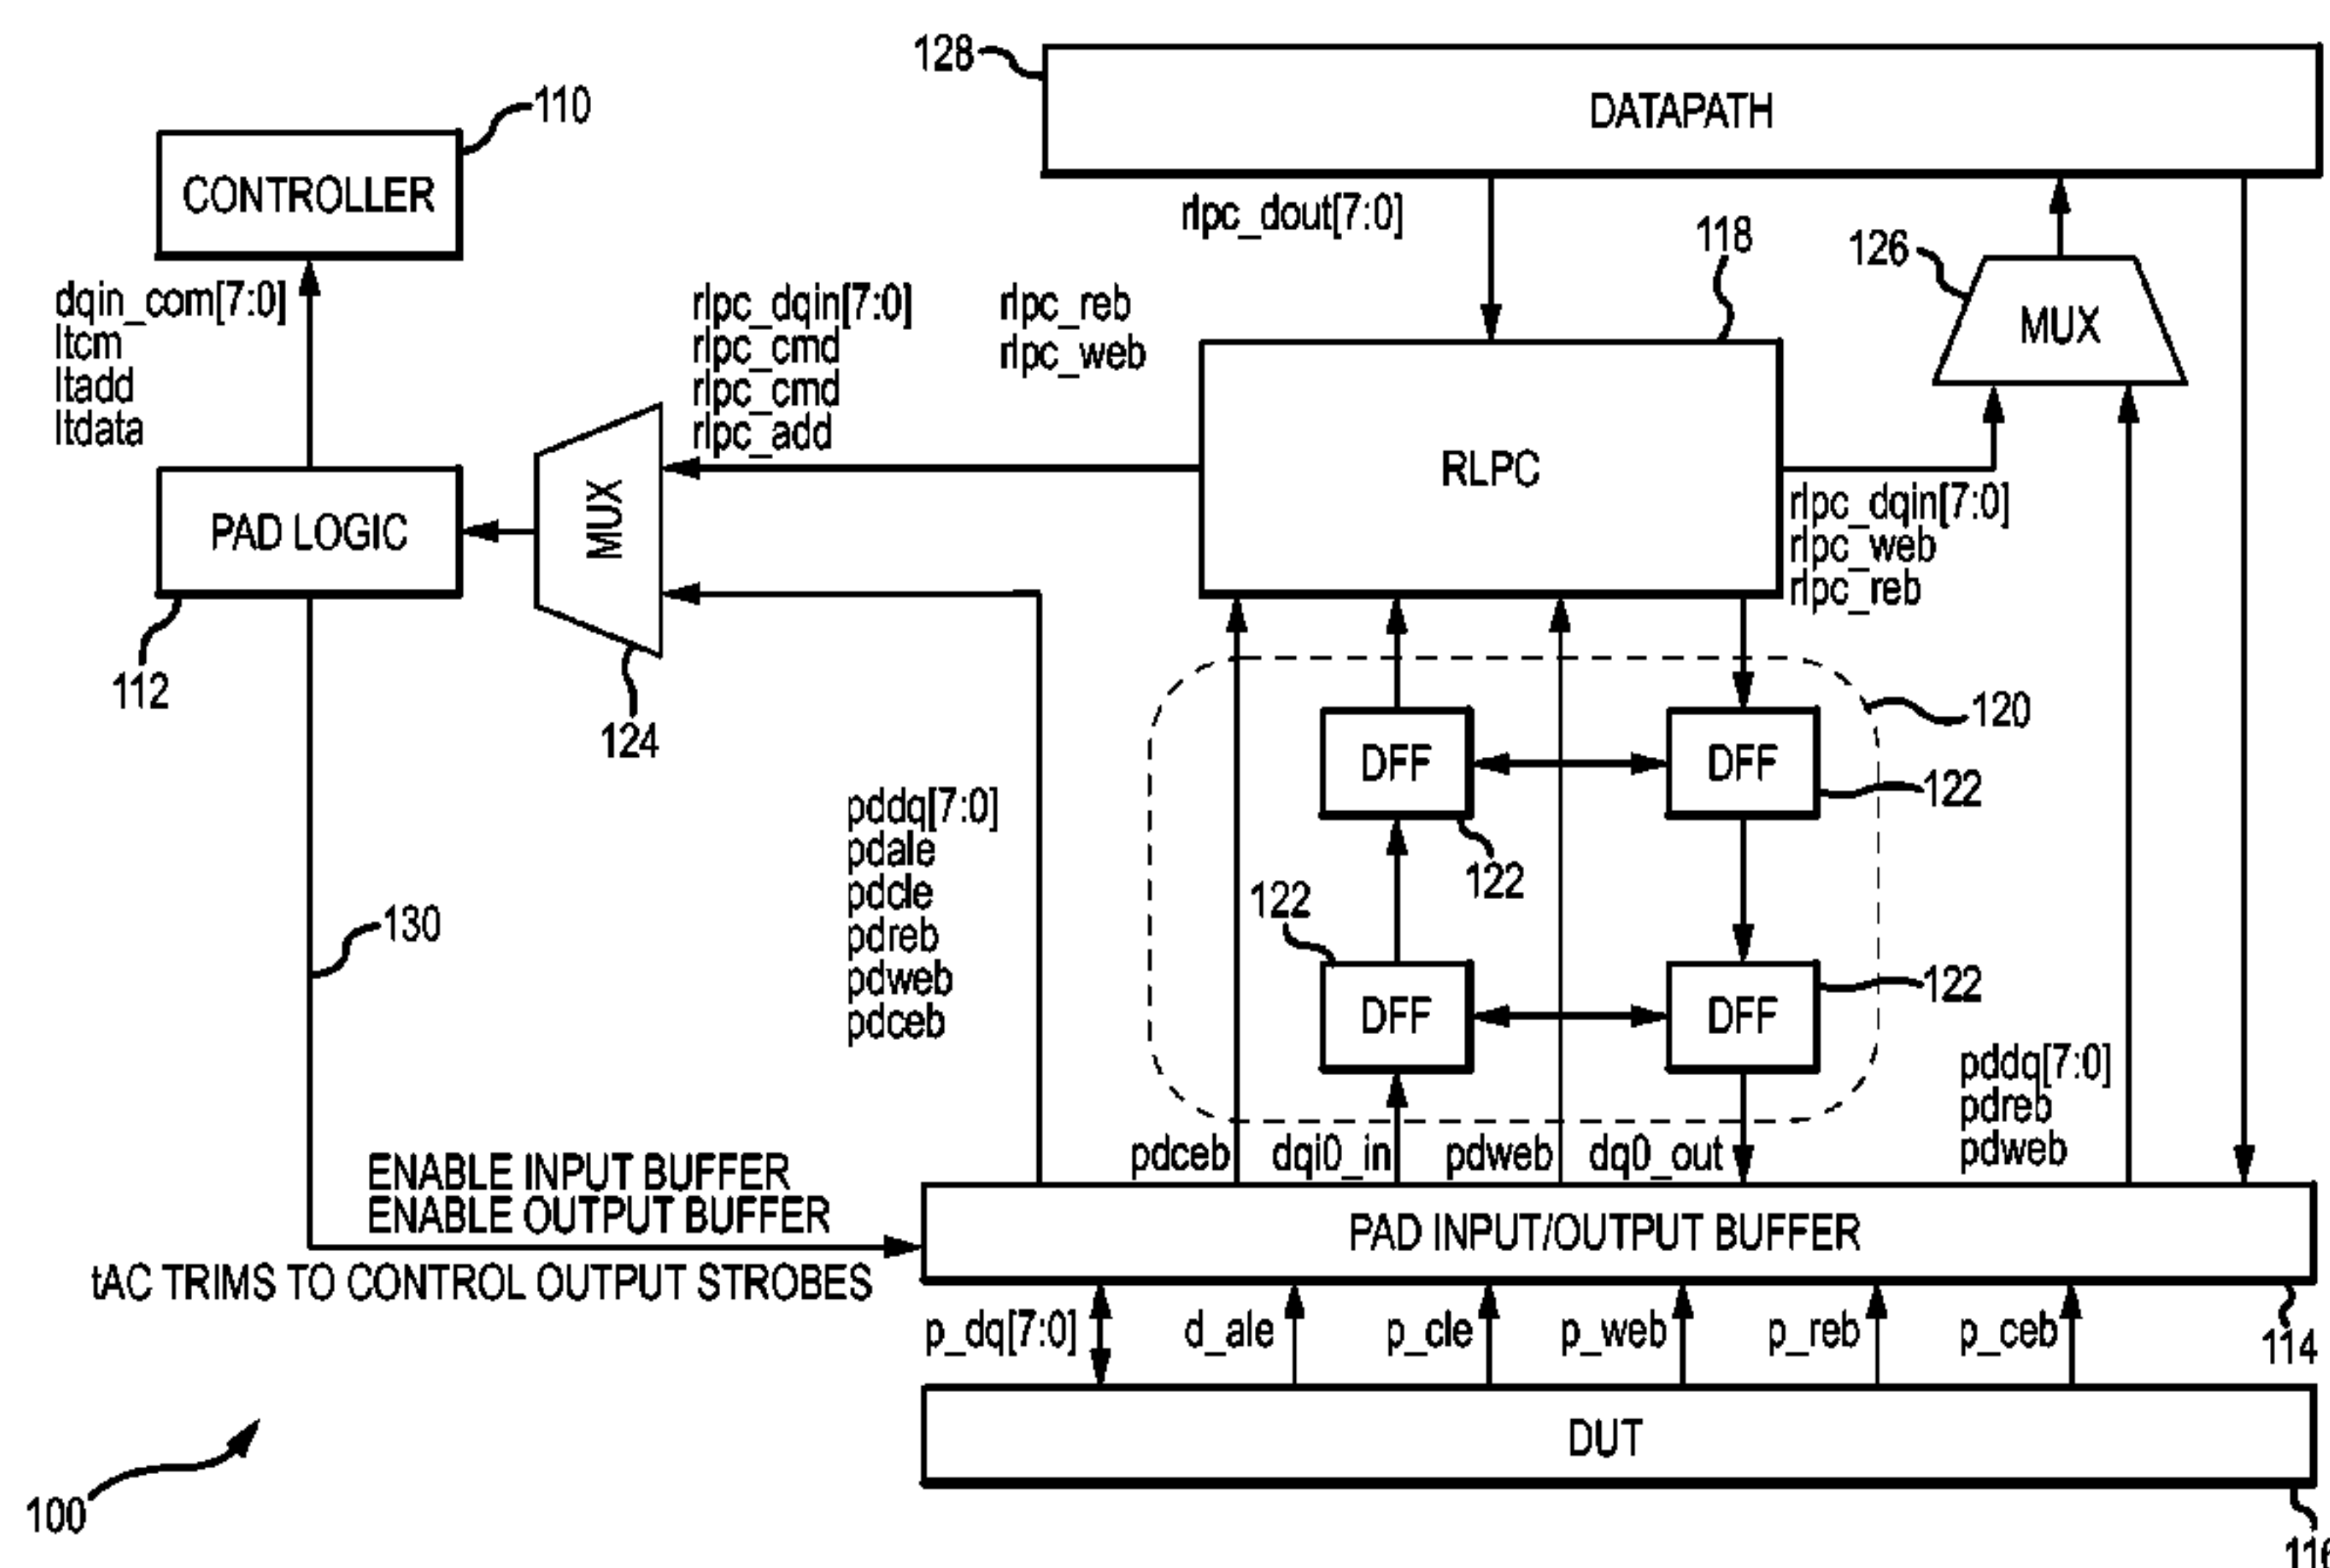 128
DATAPATH
110
CONTROLLER
rlpc_dout[7:0]
118
126
MUX
dqin_com[7:0]
ltcm
ltadd
ltdata
rlpc_dqin[7:0]
rlpc_cmd
rlpc_cmd
rlpc_add
rlpc_reb
rlpc_web
RLPC
PAD LOGIC
MUX
rlpc_dqin[7:0]
rlpc_web
rlpc_reb
112
124
120
DFF
DFF
122
122
pddq[7:0]
pdale
pdcle
pdreb
pdweb
pdceb
130
122
DFF
DFF
122
pddq[7:0]
pdreb
pdweb
pdceb
dqi0_in
pdweb
dq0_out
ENABLE INPUT BUFFER
ENABLE OUTPUT BUFFER
tAC TRIMS TO CONTROL OUTPUT STROBES
PAD INPUT/OUTPUT BUFFER
p_dq[7:0]
d_ale
p_cle
p_web
p_reb
p_ceb
114
DUT
100
116